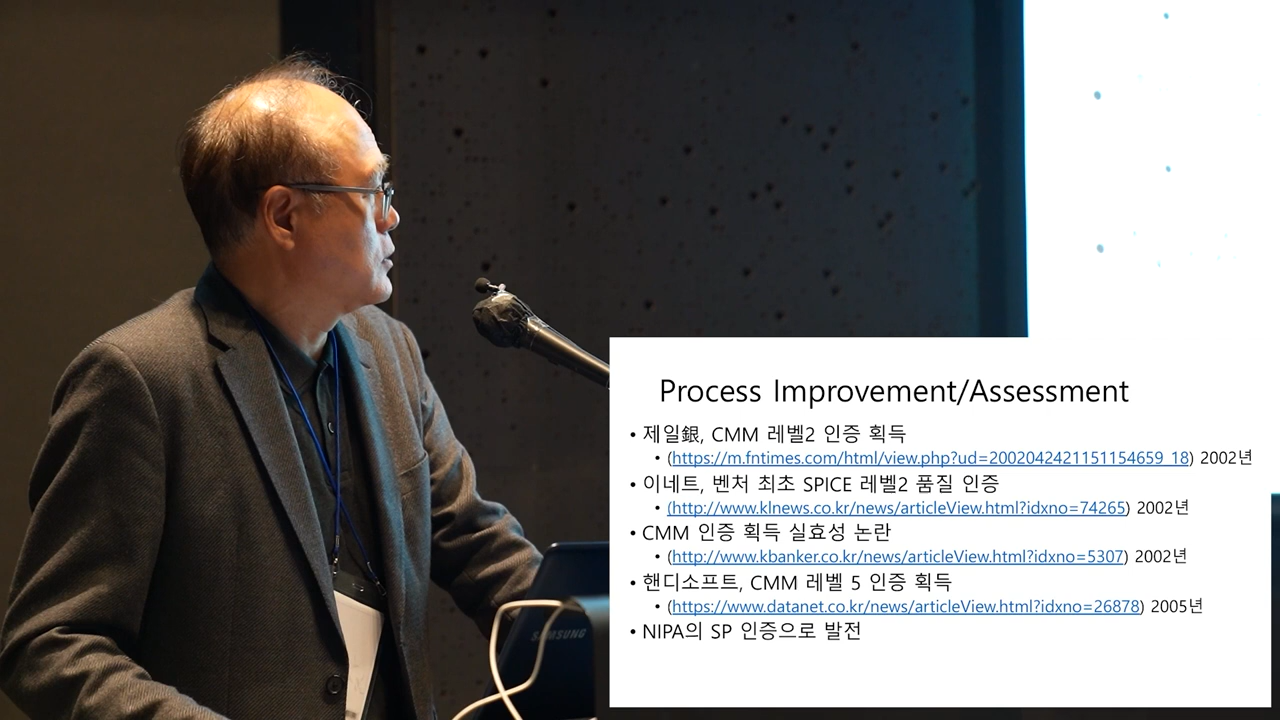 Process Improvement/Assessment
• 제일銀, CMM 레벨2 인증 획득
• (https://m.fntimes.com/html/view.php?ud=2002042421151154659_18) 2002년
• 이네트, 벤처 최초 SPICE 레벨2 품질 인증
• (http://www.klnews.co.kr/news/articleView.html?idxno=74265) 2002년
• CMM 인증 획득 실효성 논란
• (http://www.kbanker.co.kr/news/articleView.html?idxno=5307) 2002년
• 핸디소프트, CMM 레벨 5 인증 획득
• (https://www.datanet.co.kr/news/articleView.html?idxno=26878) 2005년
• NIPA의 SP 인증으로 발전
SAMSUNG